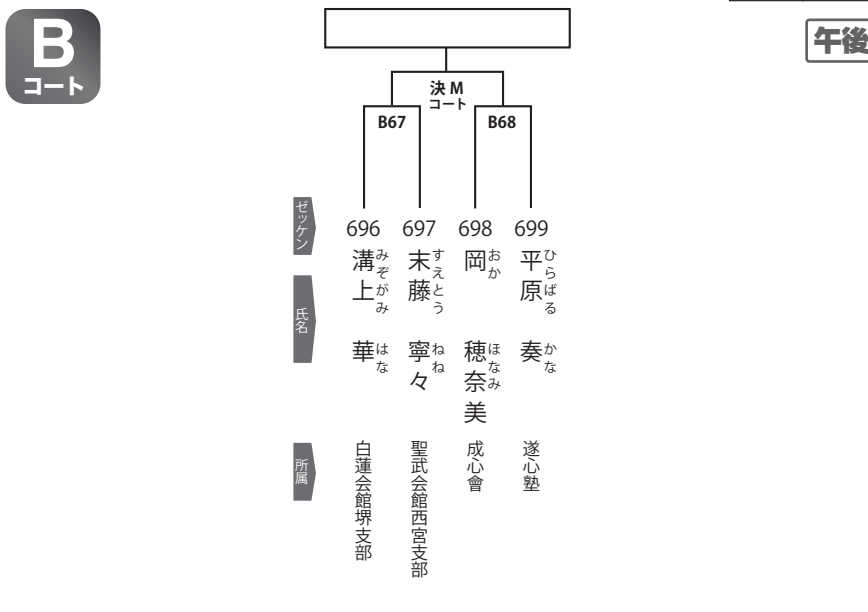 B
コート
午後
決 M
コート
B67
B68
ゼッケン
696
697
698
699
氏名
溝上 華
みぞがみ はな
末藤 寧々
すえとう ねね
岡 穂奈美
おか ほなみ
平原 奏
ひらばる かな
所属
白蓮会館堺支部
聖武会館西宮支部
成心會
遂心塾